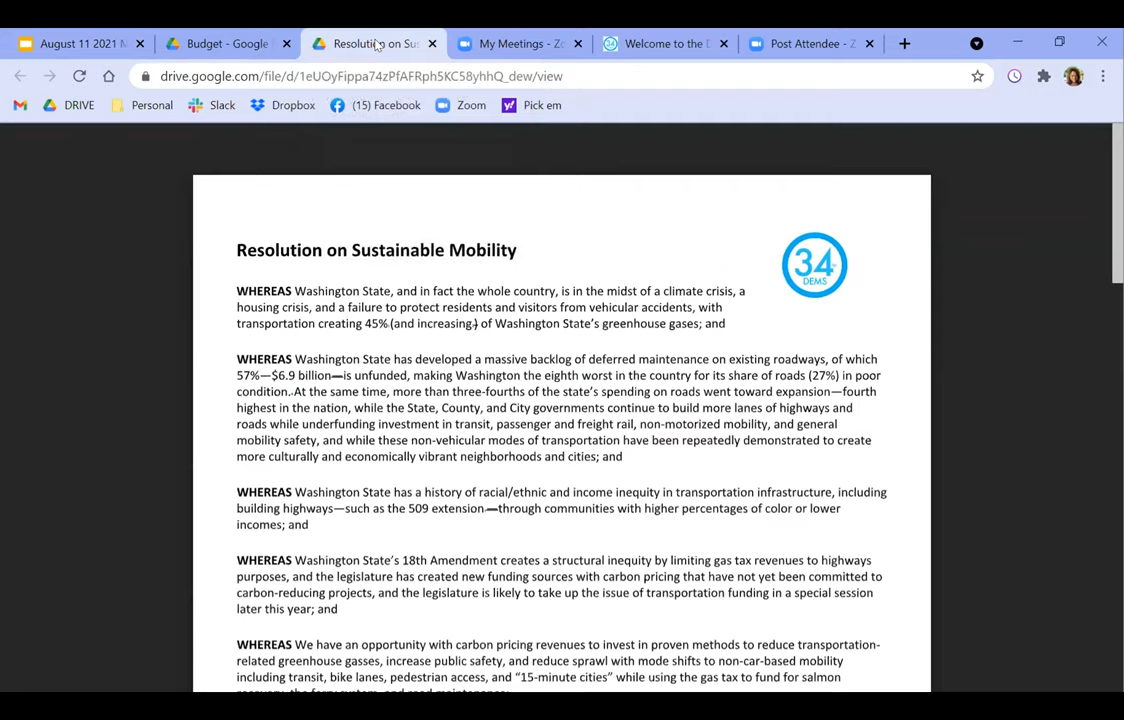 August 11 2021 M
Budget - Google
Resolution on Sus
My Meetings - Zo
Welcome to the D
Post Attendee - Z
drive.google.com/file/d/1eUOyFippa74zPfAFRph5KC58yhhQ_dew/view
DRIVE
Personal
Slack
Dropbox
(15) Facebook
Zoom
Pick em
Resolution on Sustainable Mobility
34
DEMS
WHEREAS Washington State, and in fact the whole country, is in the midst of a climate crisis, a
housing crisis, and a failure to protect residents and visitors from vehicular accidents, with
transportation creating 45% (and increasing) of Washington State's greenhouse gases; and
WHEREAS Washington State has developed a massive backlog of deferred maintenance on existing roadways, of which
57%—$6.9 billion—is unfunded, making Washington the eighth worst in the country for its share of roads (27%) in poor
condition. At the same time, more than three-fourths of the state's spending on roads went toward expansion—fourth
highest in the nation, while the State, County, and City governments continue to build more lanes of highways and
roads while underfunding investment in transit, passenger and freight rail, non-motorized mobility, and general
mobility safety, and while these non-vehicular modes of transportation have been repeatedly demonstrated to create
more culturally and economically vibrant neighborhoods and cities; and
WHEREAS Washington State has a history of racial/ethnic and income inequity in transportation infrastructure, including
building highways—such as the 509 extension—through communities with higher percentages of color or lower
incomes; and
WHEREAS Washington State's 18th Amendment creates a structural inequity by limiting gas tax revenues to highways
purposes, and the legislature has created new funding sources with carbon pricing that have not yet been committed to
carbon-reducing projects, and the legislature is likely to take up the issue of transportation funding in a special session
later this year; and
WHEREAS We have an opportunity with carbon pricing revenues to invest in proven methods to reduce transportation-
related greenhouse gasses, increase public safety, and reduce sprawl with mode shifts to non-car-based mobility
including transit, bike lanes, pedestrian access, and "15-minute cities" while using the gas tax to fund for salmon
recovery, the ferry system, and road maintenance;